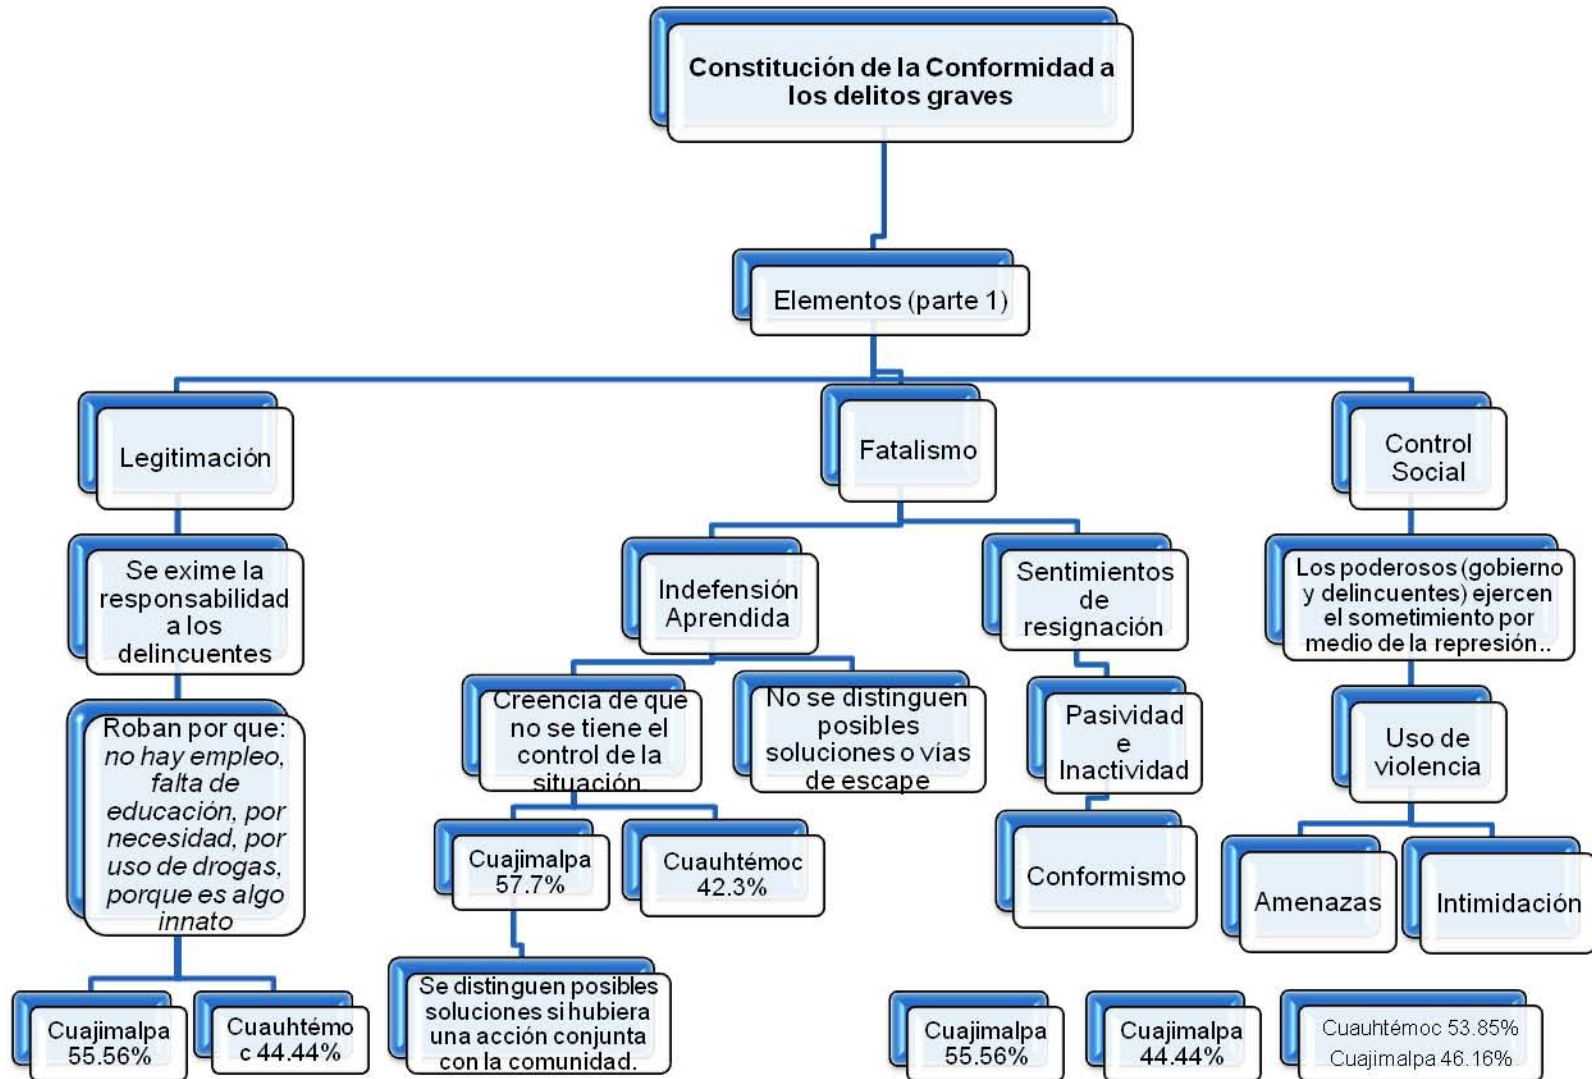 Constitución de la Conformidad a
los delitos graves
Elementos (parte 1)
Legitimación
Fatalismo
Control
Social
Se exime la
responsabilidad
a los
delincuentes
Indefensión
Aprendida
Sentimientos
de
resignación
Los poderosos (gobierno
y delincuentes) ejercen
el sometimiento por
medio de la represión..
Roban por que:
no hay empleo,
falta de
educación, por
necesidad, por
uso de drogas,
porque es algo
innato
Creencia de que
no se tiene el
control de la
situación.
No se distinguen
posibles
soluciones o vías
de escape
Pasividad
e
Inactividad
Uso de
violencia
Cuajimalpa
57.7%
Cuauhtémoc
42.3%
Conformismo
Amenazas
Intimidación
Cuajimalpa
55.56%
Cuauhtémo
c 44.44%
Se distinguen posibles
soluciones si hubiera
una acción conjunta
con la comunidad.
Cuajimalpa
55.56%
Cuajimalpa
44.44%
Cuauhtémoc 53.85%
Cuajimalpa 46.16%